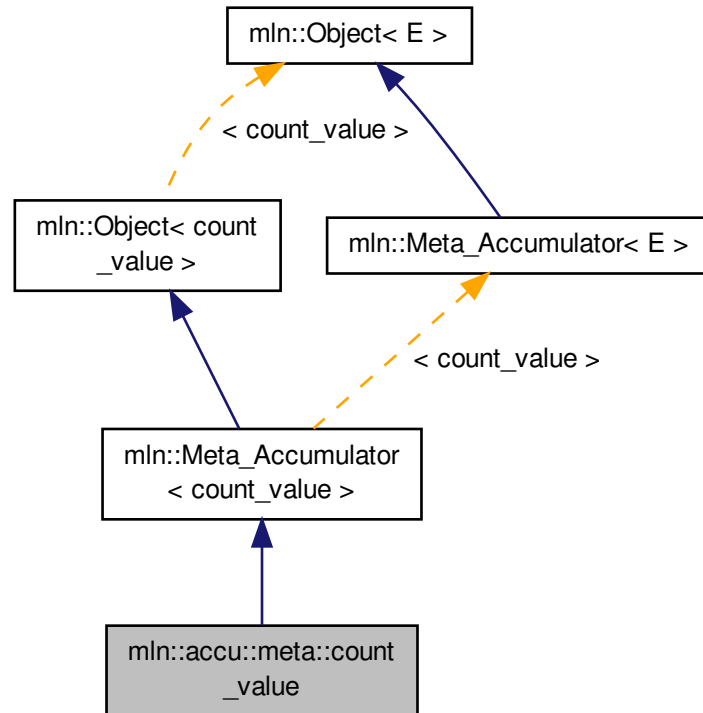 mln::Object< E >
< count_value >
mln::Object< count
_value >
mln::Meta_Accumulator< E >
< count_value >
mln::Meta_Accumulator
< count_value >
mln::accu::meta::count
_value